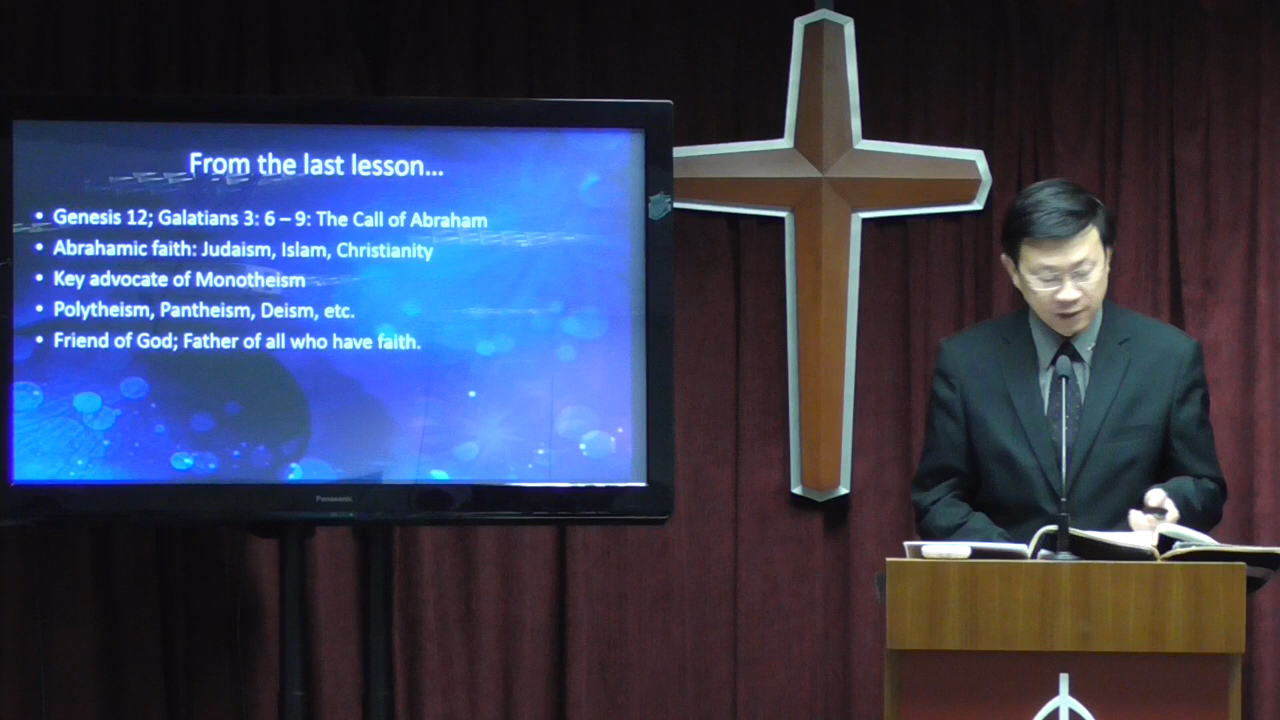 From the last lesson...
• Genesis 12; Galatians 3: 6 – 9: The Call of Abraham
• Abrahamic faith: Judaism, Islam, Christianity
• Key advocate of Monotheism
• Polytheism, Pantheism, Deism, etc.
• Friend of God; Father of all who have faith.
Panasonic